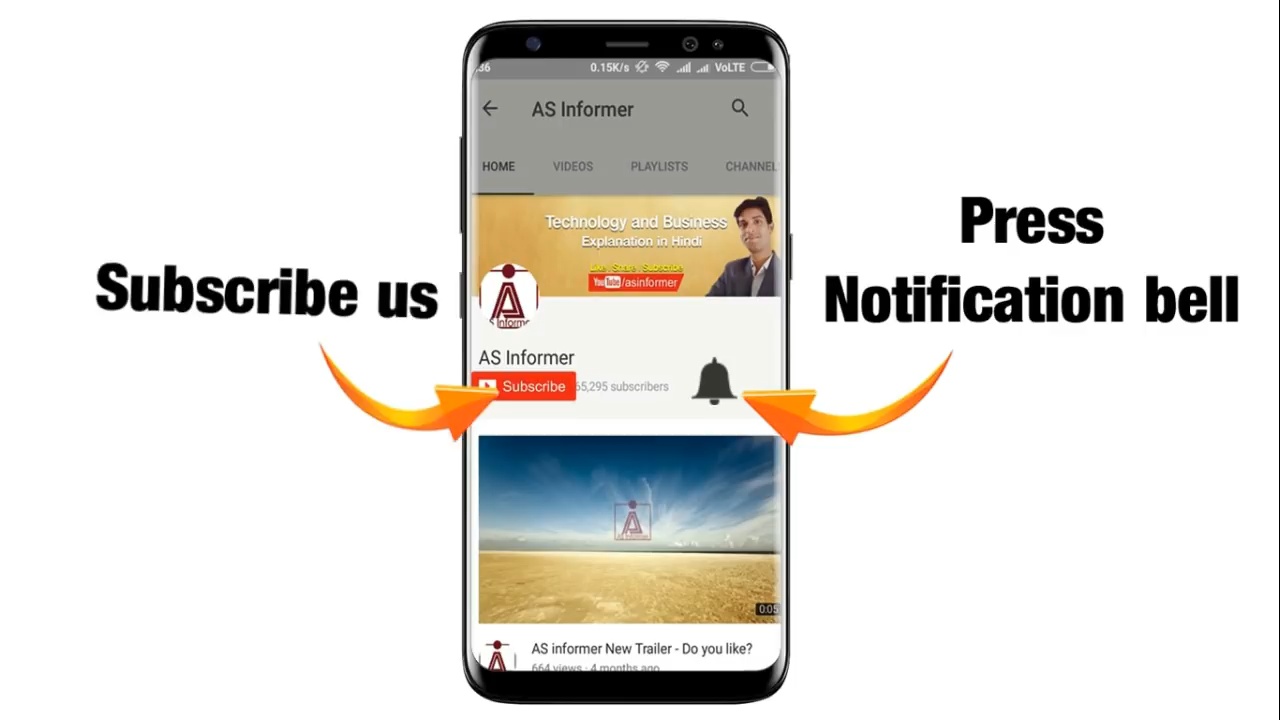 36 0.15K/s VoLTE
AS Informer
HOME VIDEOS PLAYLISTS CHANNEL
Technology and Business
Explanation in Hindi
Like | Share | Subscribe
YouTube/asinformer
Subscribe us
Press
Notification bell
AS Informer
Subscribe 65,295 subscribers
0:05
AS informer New Trailer - Do you like?
664 views · 4 months ago